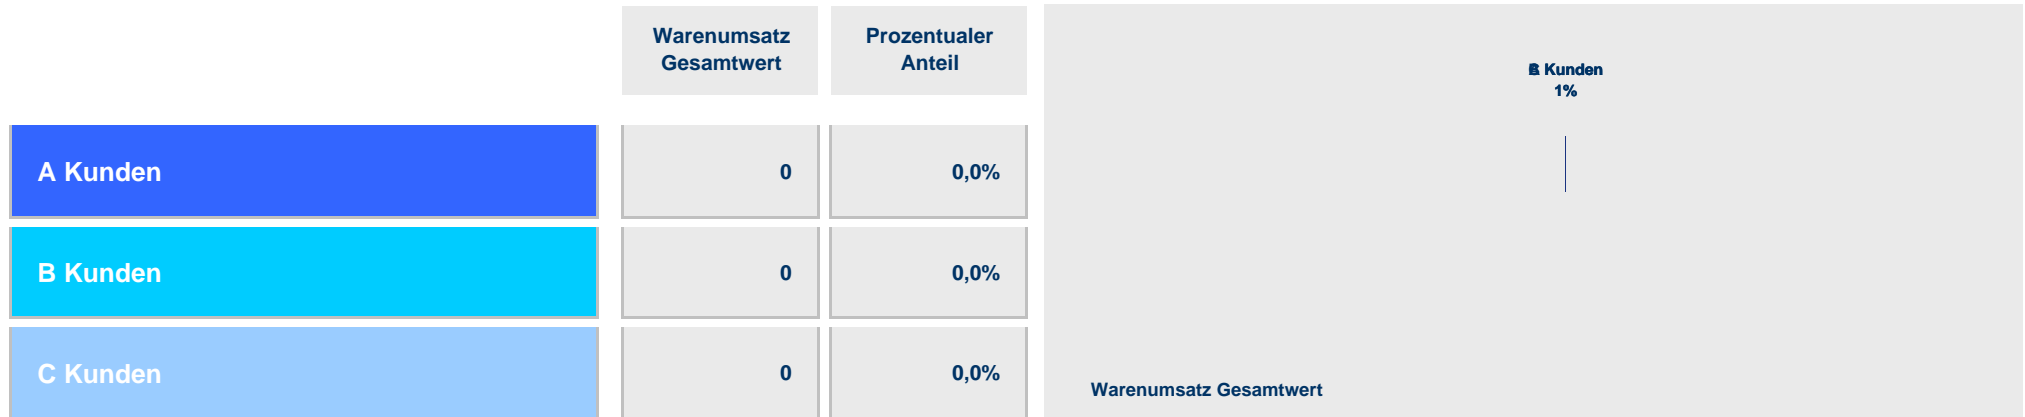 Warenumsatz
Gesamtwert
Prozentualer
Anteil
A Kunden
0
0,0%
B Kunden
0
0,0%
C Kunden
0
0,0%
Kunden
1%
Warenumsatz Gesamtwert